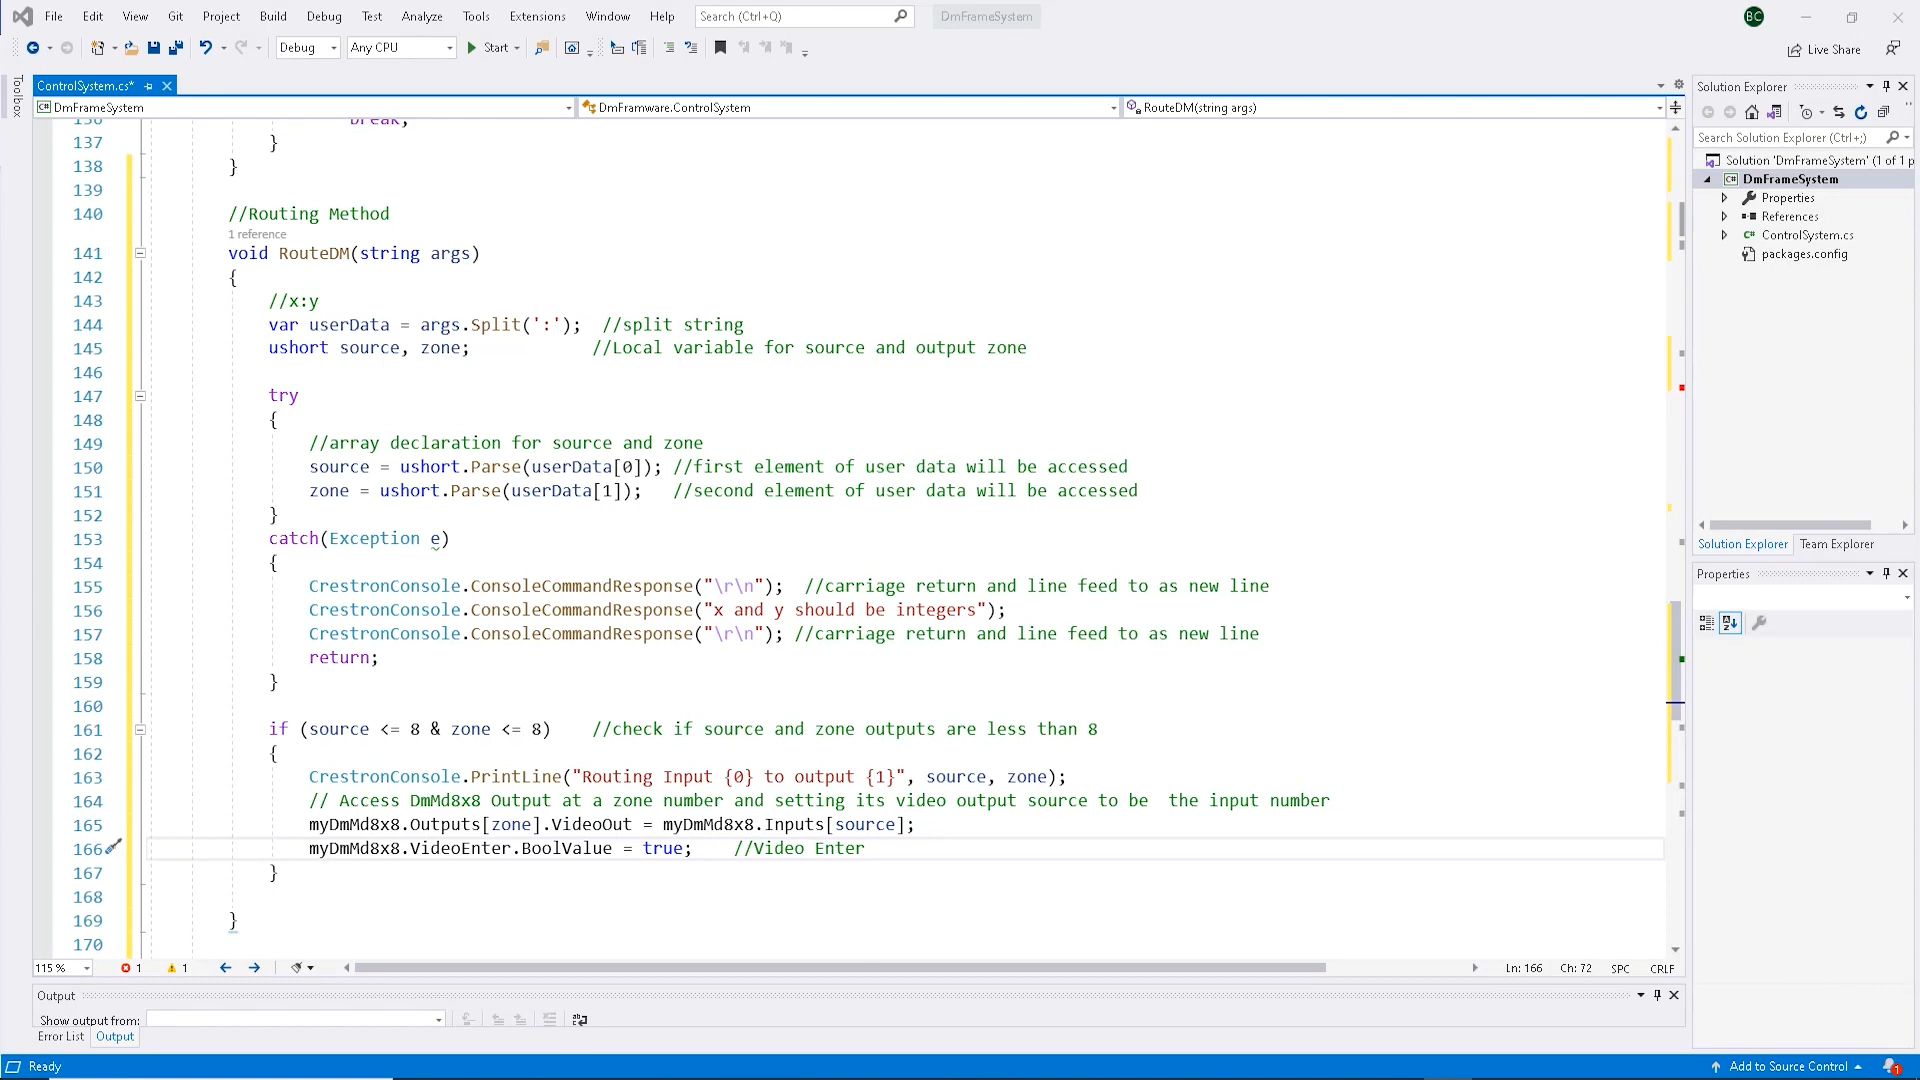 File Edit View Git Project Build Debug Test Analyze Tools Extensions Window Help Search (Ctrl+Q) DmFrameSystem BC
Debug Any CPU Start Live Share
Toolbox
ControlSystem.cs*
DmFrameSystem DmFramware.ControlSystem RouteDM(string args)
136 break;
137 }
138 }
139
140 //Routing Method
1 reference
141 void RouteDM(string args)
142 {
143 //x:y
144 var userData = args.Split(':'); //split string
145 ushort source, zone; //Local variable for source and output zone
146
147 try
148 {
149 //array declaration for source and zone
150 source = ushort.Parse(userData[0]); //first element of user data will be accessed
151 zone = ushort.Parse(userData[1]); //second element of user data will be accessed
152 }
153 catch(Exception e)
154 {
155 CrestronConsole.ConsoleCommandResponse("\r\n"); //carriage return and line feed to as new line
156 CrestronConsole.ConsoleCommandResponse("x and y should be integers");
157 CrestronConsole.ConsoleCommandResponse("\r\n"); //carriage return and line feed to as new line
158 return;
159 }
160
161 if (source <= 8 & zone <= 8) //check if source and zone outputs are less than 8
162 {
163 CrestronConsole.PrintLine("Routing Input {0} to output {1}", source, zone);
164 // Access DmMd8x8 Output at a zone number and setting its video output source to be  the input number
165 myDmMd8x8.Outputs[zone].VideoOut = myDmMd8x8.Inputs[source];
166 myDmMd8x8.VideoEnter.BoolValue = true; //Video Enter
167 }
168
169 }
170
115 % 1 1 Ln: 166 Ch: 72 SPC CRLF
Output
Show output from:
Error List Output
Solution Explorer
Search Solution Explorer (Ctrl+;)
Solution 'DmFrameSystem' (1 of 1 p
C# DmFrameSystem
Properties
References
C# ControlSystem.cs
packages.config
Solution Explorer Team Explorer
Properties
Ready Add to Source Control 1